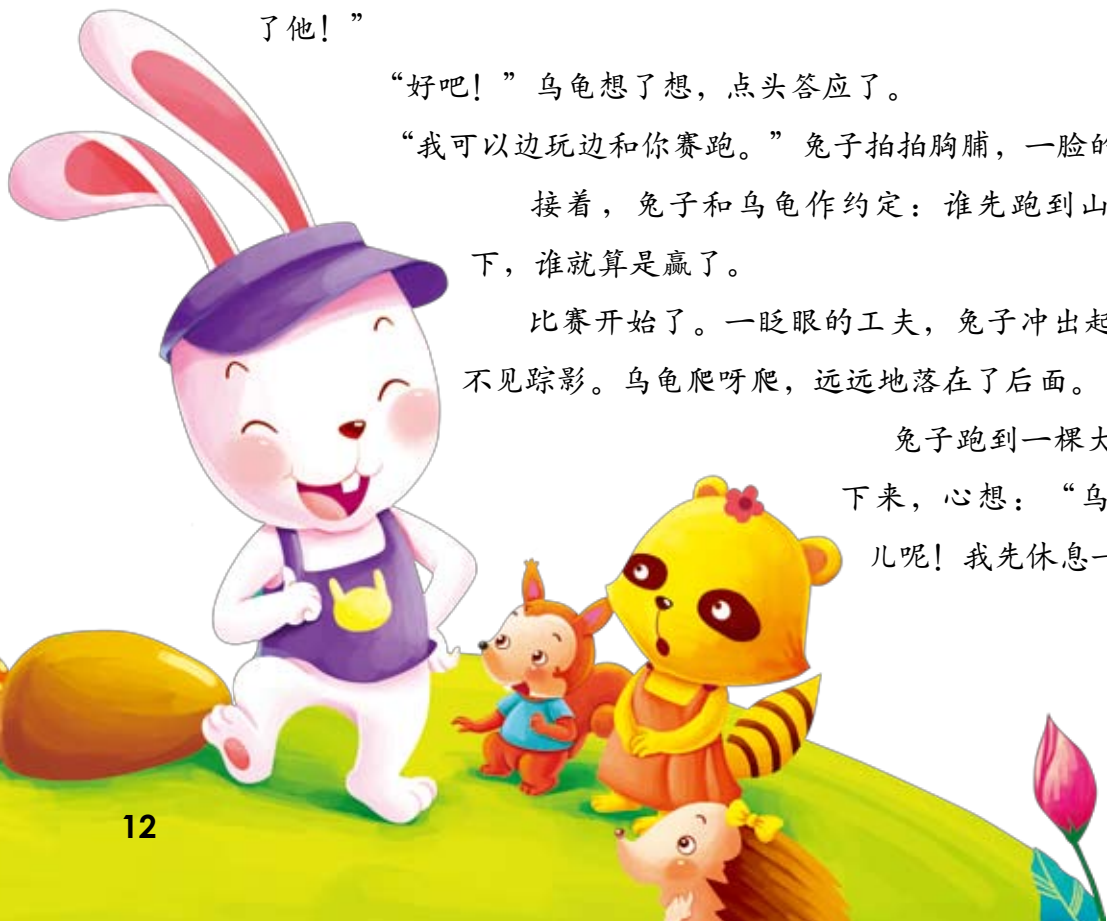 了他！”
“好吧！”乌龟想了想，点头答应了。
“我可以边玩边和你赛跑。”兔子拍拍胸脯，一脸的
接着，兔子和乌龟作约定：谁先跑到山
下，谁就算是赢了。
比赛开始了。一眨眼的工夫，兔子冲出起
不见踪影。乌龟爬呀爬，远远地落在了后面。
兔子跑到一棵大
下来，心想：“乌
儿呢！我先休息一
12